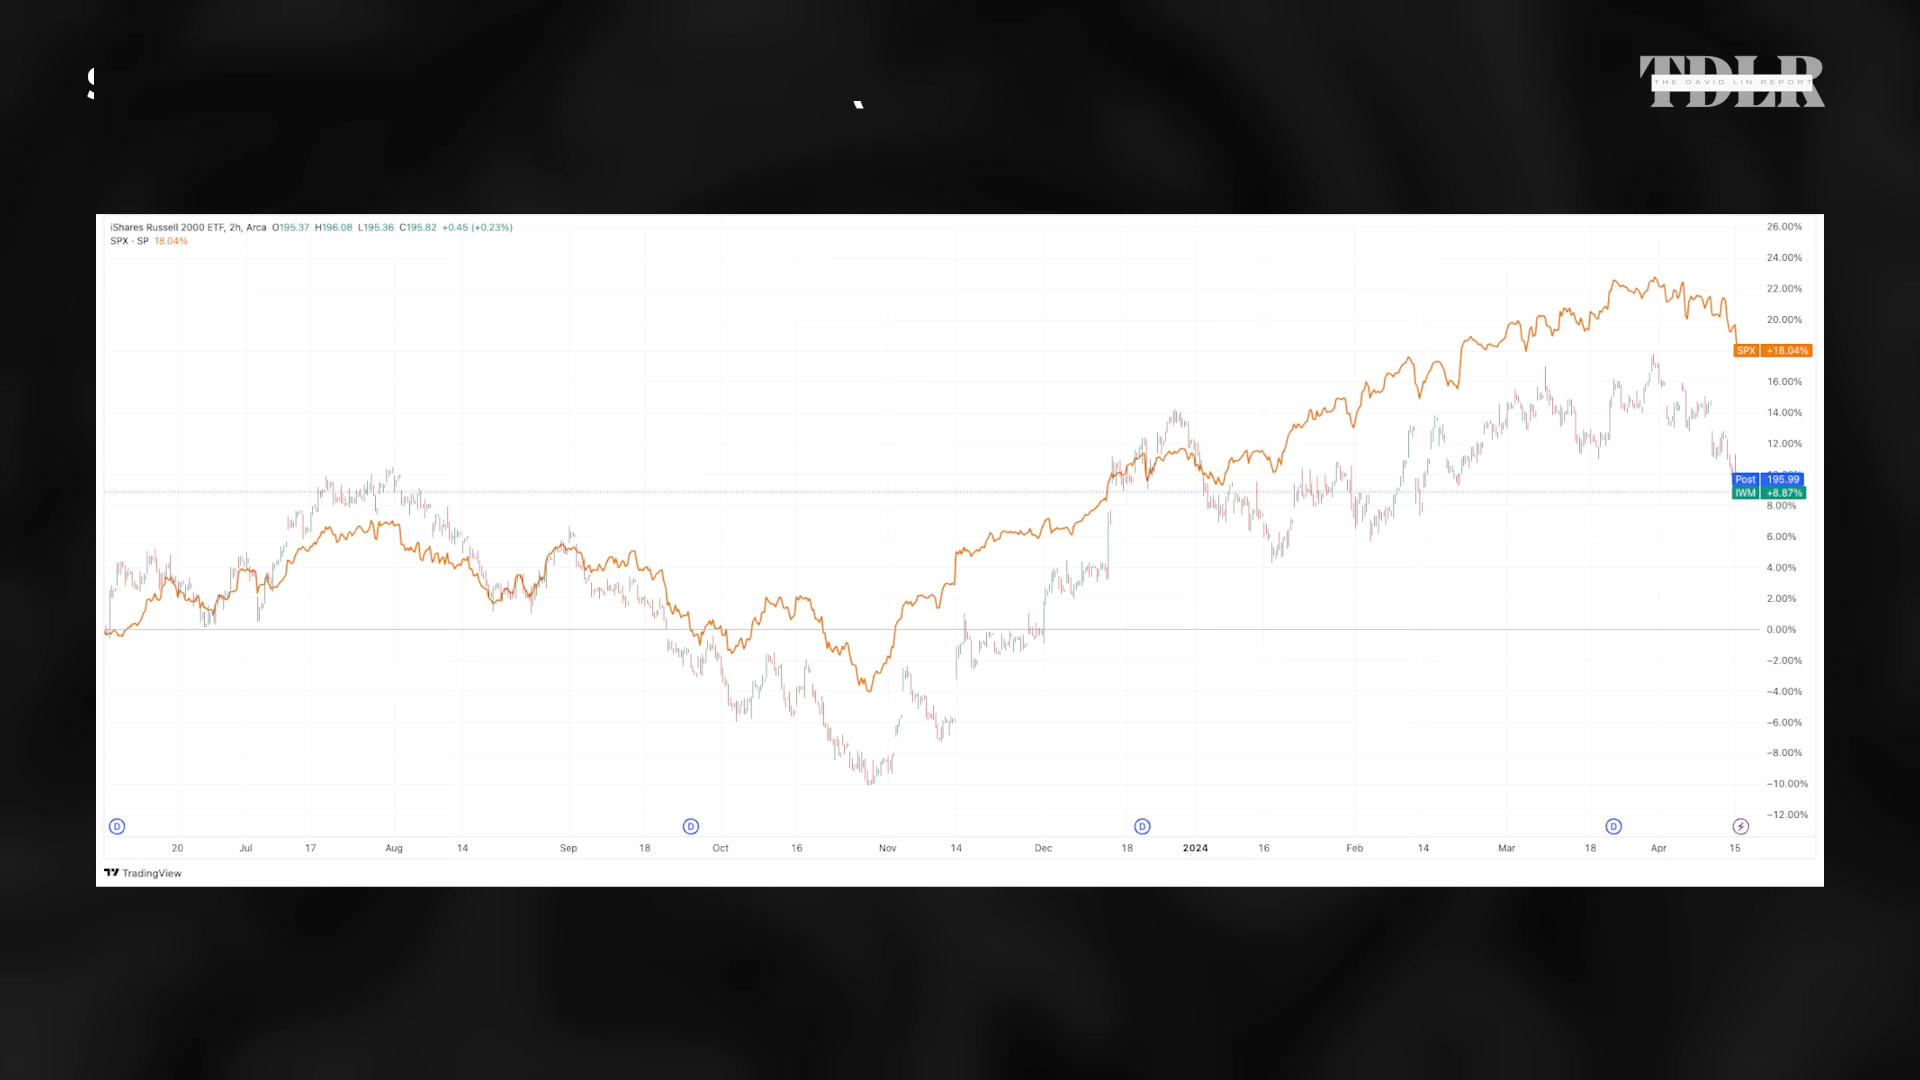 S
TDLR
THE DAVID LIN REPORT
iShares Russell 2000 ETF, 2h, Arca O195.37 H196.08 L195.36 C195.82 +0.45 (+0.23%)
SPX · SP 18.04%
26.00%
24.00%
22.00%
20.00%
SPX +18.04%
16.00%
14.00%
12.00%
10.00%
Post 195.99
IWM +8.87%
8.00%
6.00%
4.00%
2.00%
0.00%
−2.00%
−4.00%
−6.00%
−8.00%
−10.00%
−12.00%
D D D D
20 Jul 17 Aug 14 Sep 18 Oct 16 Nov 14 Dec 18 2024 16 Feb 14 Mar 18 Apr 15
TradingView